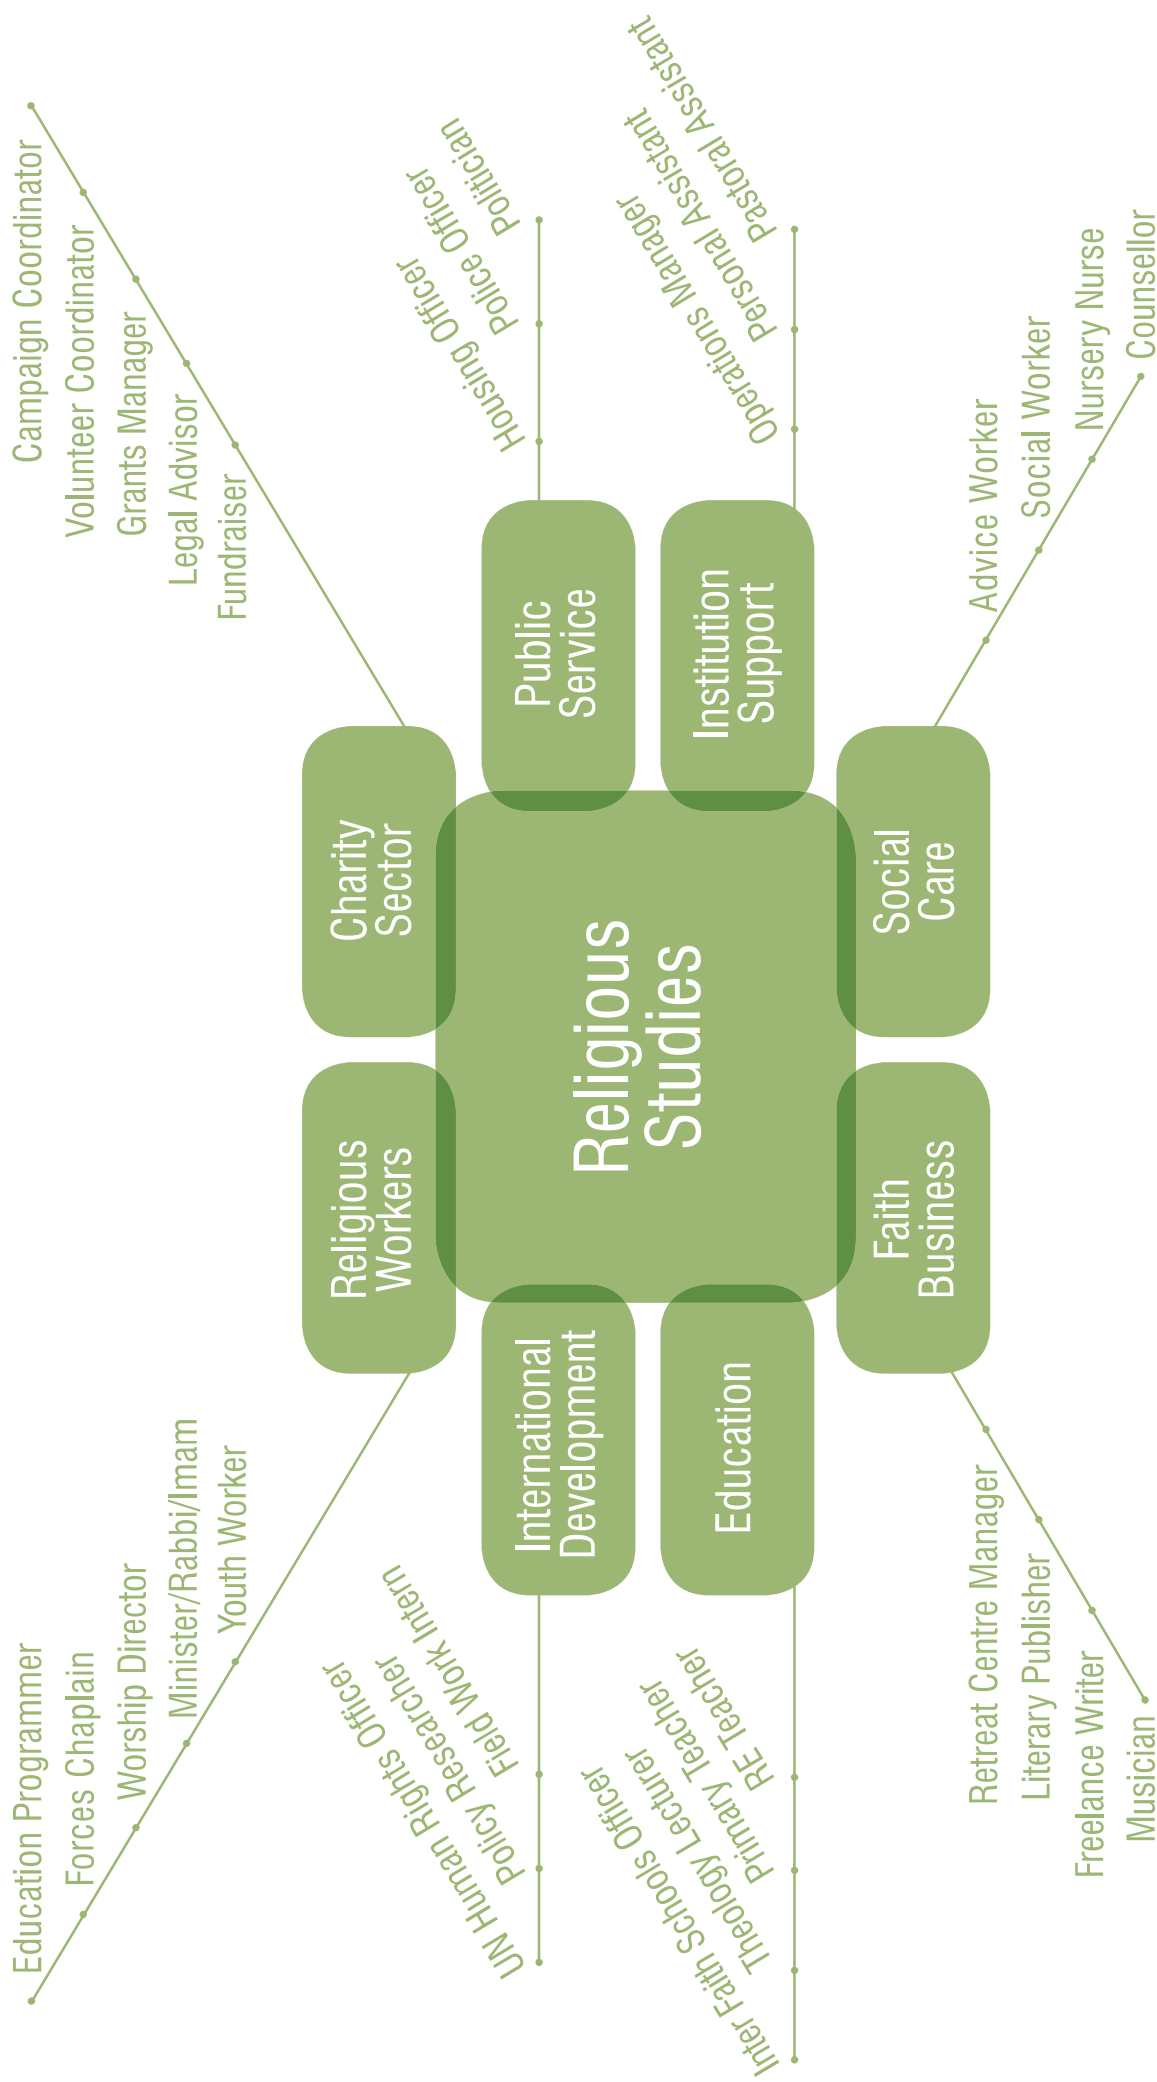 Education Programmer
Forces Chaplain
Worship Director
Minister/Rabbi/Imam
Youth Worker
Campaign Coordinator
Volunteer Coordinator
Grants Manager
Legal Advisor
Fundraiser
Religious
Workers
Charity
Sector
UN Human Rights Officer
Policy Researcher
Field Work Intern
International
Development
Public
Service
Housing Officer
Police Officer
Politician
Religious
Studies
Inter Faith Schools Officer
Theology Lecturer
Primary Teacher
RE Teacher
Education
Institution
Support
Operations Manager
Personal Assistant
Pastoral Assistant
Faith
Business
Social
Care
Retreat Centre Manager
Literary Publisher
Freelance Writer
Musician
Advice Worker
Social Worker
Nursery Nurse
Counsellor